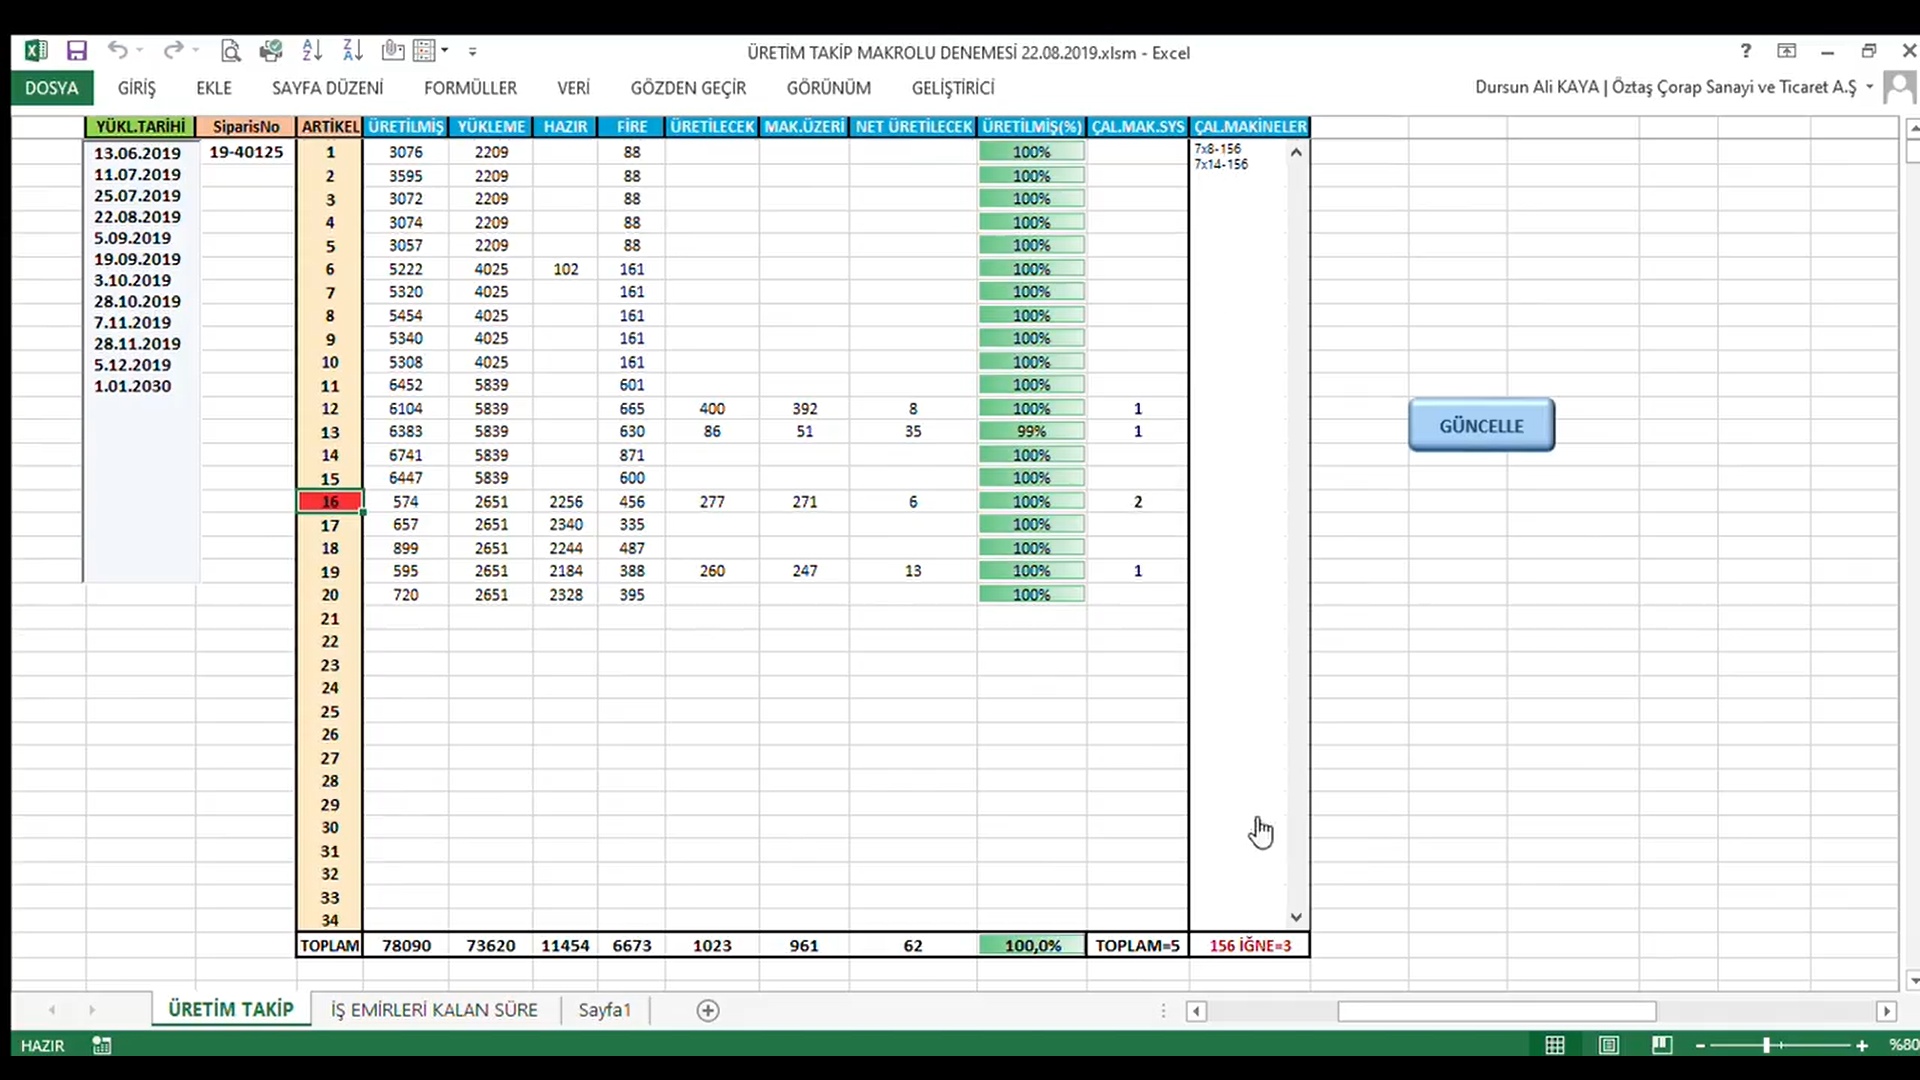 ÜRETİM TAKİP MAKROLU DENEMESİ 22.08.2019.xlsm - Excel
DOSYA GİRİŞ EKLE SAYFA DÜZENİ FORMÜLLER VERİ GÖZDEN GEÇİR GÖRÜNÜM GELİŞTİRİCİ Dursun Ali KAYA | Öztaş Çorap Sanayi ve Ticaret A.Ş
YÜKL.TARİHİ SiparisNo ARTİKEL ÜRETİLMİŞ YÜKLEME HAZIR FİRE ÜRETİLECEK MAK.ÜZERİ NET ÜRETİLECEK ÜRETİLMİŞ(%) ÇAL.MAK.SYS ÇAL.MAKİNELER
13.06.2019 19-40125 1 3076 2209 88 100% 7x8-156
7x14-156
11.07.2019 2 3595 2209 88 100%
25.07.2019 3 3072 2209 88 100%
22.08.2019 4 3074 2209 88 100%
5.09.2019 5 3057 2209 88 100%
19.09.2019 6 5222 4025 102 161 100%
3.10.2019 7 5320 4025 161 100%
28.10.2019 8 5454 4025 161 100%
7.11.2019 9 5340 4025 161 100%
28.11.2019 10 5308 4025 161 100%
5.12.2019 11 6452 5839 601 100%
1.01.2030 12 6104 5839 665 400 392 8 100% 1
13 6383 5839 630 86 51 35 99% 1
GÜNCELLE
14 6741 5839 871 100%
15 6447 5839 600 100%
16 574 2651 2256 456 277 271 6 100% 2
17 657 2651 2340 335 100%
18 899 2651 2244 487 100%
19 595 2651 2184 388 260 247 13 100% 1
20 720 2651 2328 395 100%
21
22
23
24
25
26
27
28
29
30
31
32
33
34
TOPLAM 78090 73620 11454 6673 1023 961 62 100,0% TOPLAM=5 156 İĞNE=3
ÜRETİM TAKİP İŞ EMİRLERİ KALAN SÜRE Sayfa1
HAZIR %80